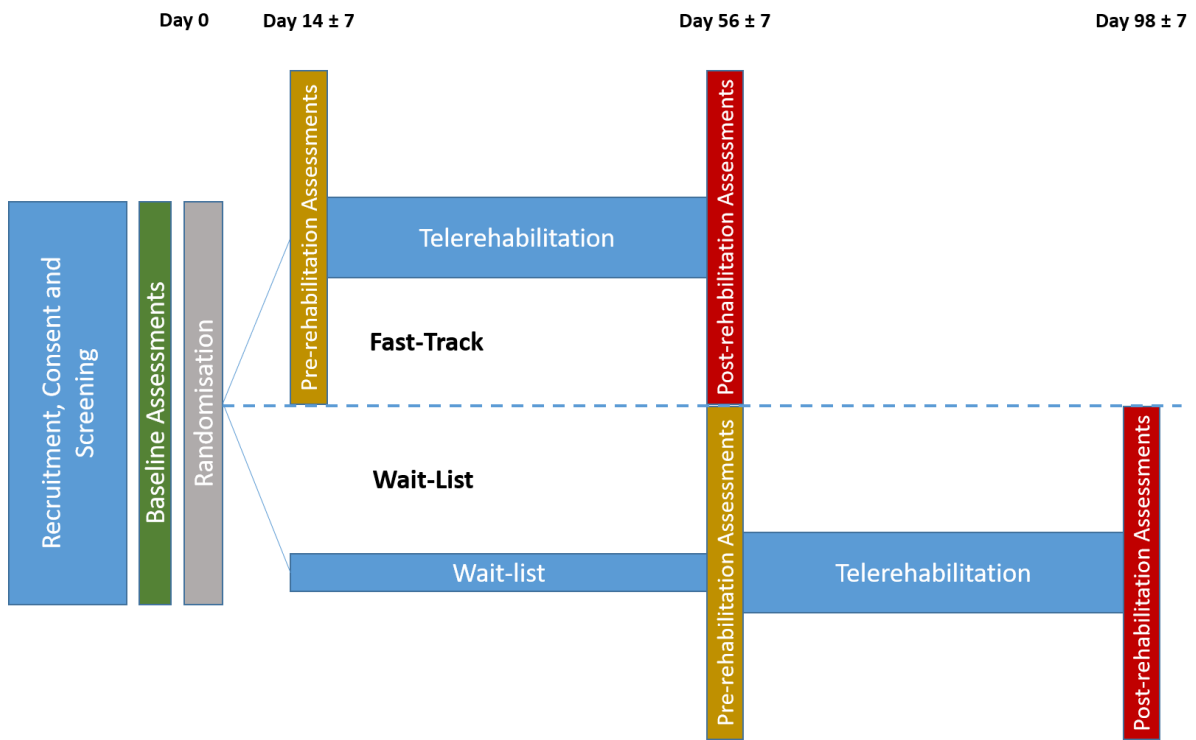 Day 0
Day 14 ± 7
Day 56 ± 7
Day 98 ± 7
Recruitment, Consent and
Screening
Baseline Assessments
Randomisation
Pre-rehabilitation Assessments
Telerehabilitation
Post-rehabilitation Assessments
Fast-Track
Wait-List
Wait-list
Pre-rehabilitation Assessments
Telerehabilitation
Post-rehabilitation Assessments